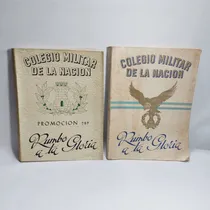 COLEGIO MILITAR
DE LA NACION
PROMOCION
Rumbo
a la Gloria
COLEGIO MILITAR
DE LA NACION
Rumbo
a la Gloria